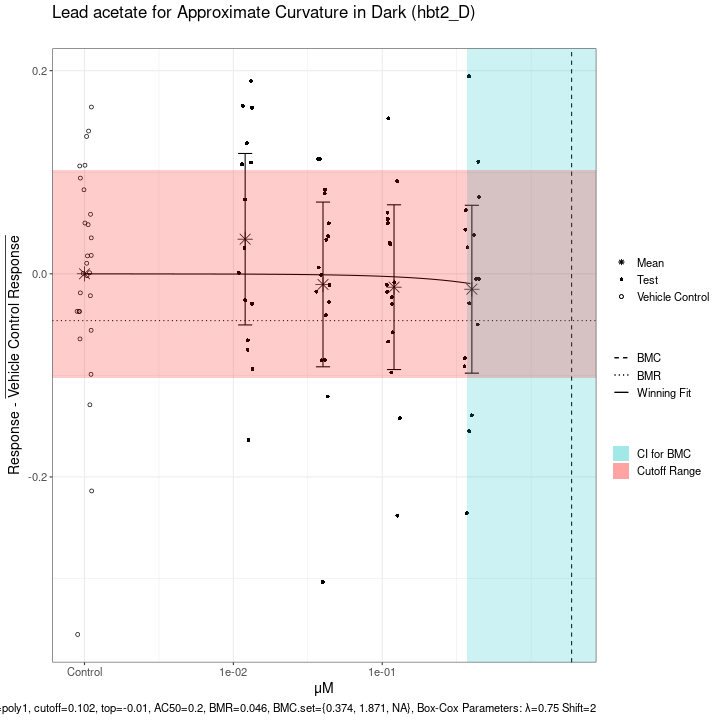 Lead acetate for Approximate Curvature in Dark (hbt2_D)
Response - Vehicle Control Response
0.2
0.0
-0.2
Control
1e-02
1e-01
μM
Mean
Test
Vehicle Control
BMC
BMR
Winning Fit
CI for BMC
Cutoff Range
=poly1, cutoff=0.102, top=-0.01, AC50=0.2, BMR=0.046, BMC.set={0.374, 1.871, NA}, Box-Cox Parameters: λ=0.75 Shift=2